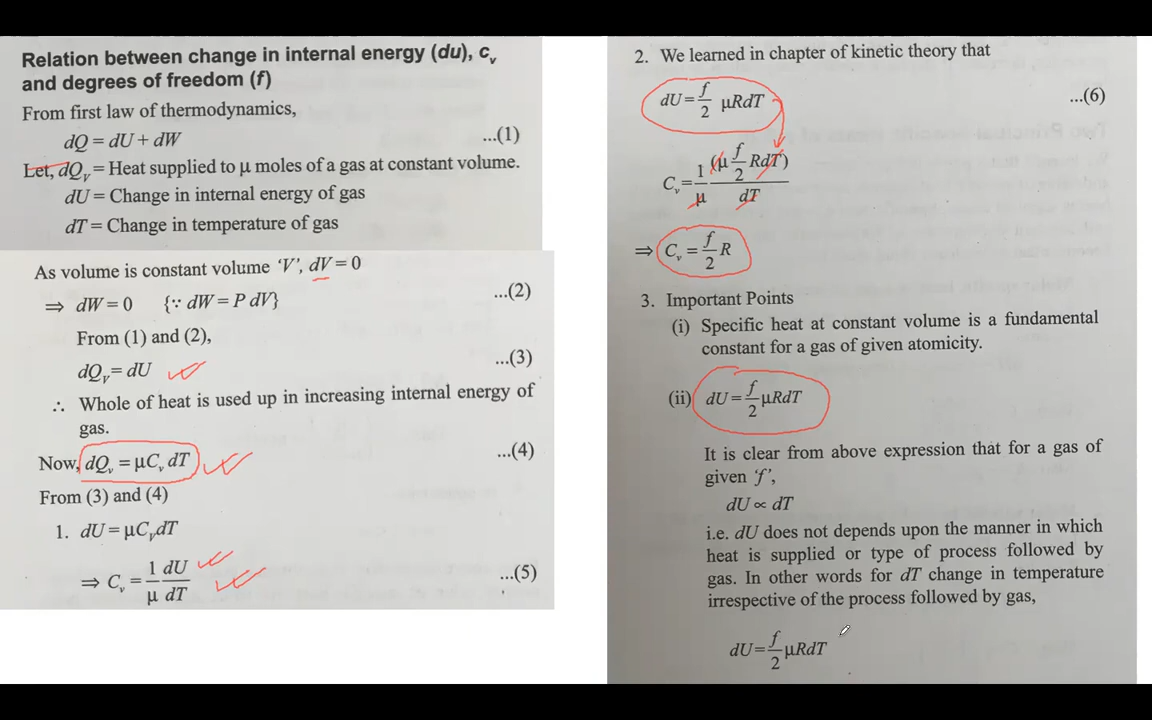 Relation between change in internal energy (du), cᵥ
and degrees of freedom (f)
From first law of thermodynamics,
dQ = dU + dW ...(1)
Let, dQᵥ = Heat supplied to μ moles of a gas at constant volume.
dU = Change in internal energy of gas
dT = Change in temperature of gas
As volume is constant volume ‘V’, dV = 0
⇒ dW = 0 {∵ dW = P dV} ...(2)
From (1) and (2),
dQᵥ = dU ...(3)
∴ Whole of heat is used up in increasing internal energy of
gas.
Now, dQᵥ = μCᵥ dT ...(4)
From (3) and (4)
1. dU = μCᵥdT
⇒ Cᵥ = 1/μ dU/dT ...(5)
2. We learned in chapter of kinetic theory that
dU = f/2 μRdT ...(6)
Cᵥ = 1/μ (μ f/2 RdT)/dT
⇒ Cᵥ = f/2 R
3. Important Points
(i) Specific heat at constant volume is a fundamental
constant for a gas of given atomicity.
(ii) dU = f/2 μRdT
It is clear from above expression that for a gas of
given ‘f’,
dU ∝ dT
i.e. dU does not depends upon the manner in which
heat is supplied or type of process followed by
gas. In other words for dT change in temperature
irrespective of the process followed by gas,
dU = f/2 μRdT